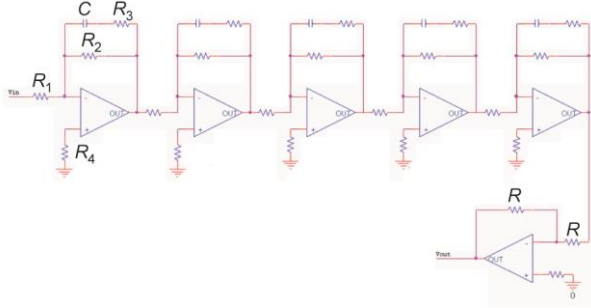 C R₃
R₂
R₁
Vin
- - - - -
OUT OUT OUT OUT OUT
+ + + + +
R₄
R
R
-
Vout
OUT
+
0